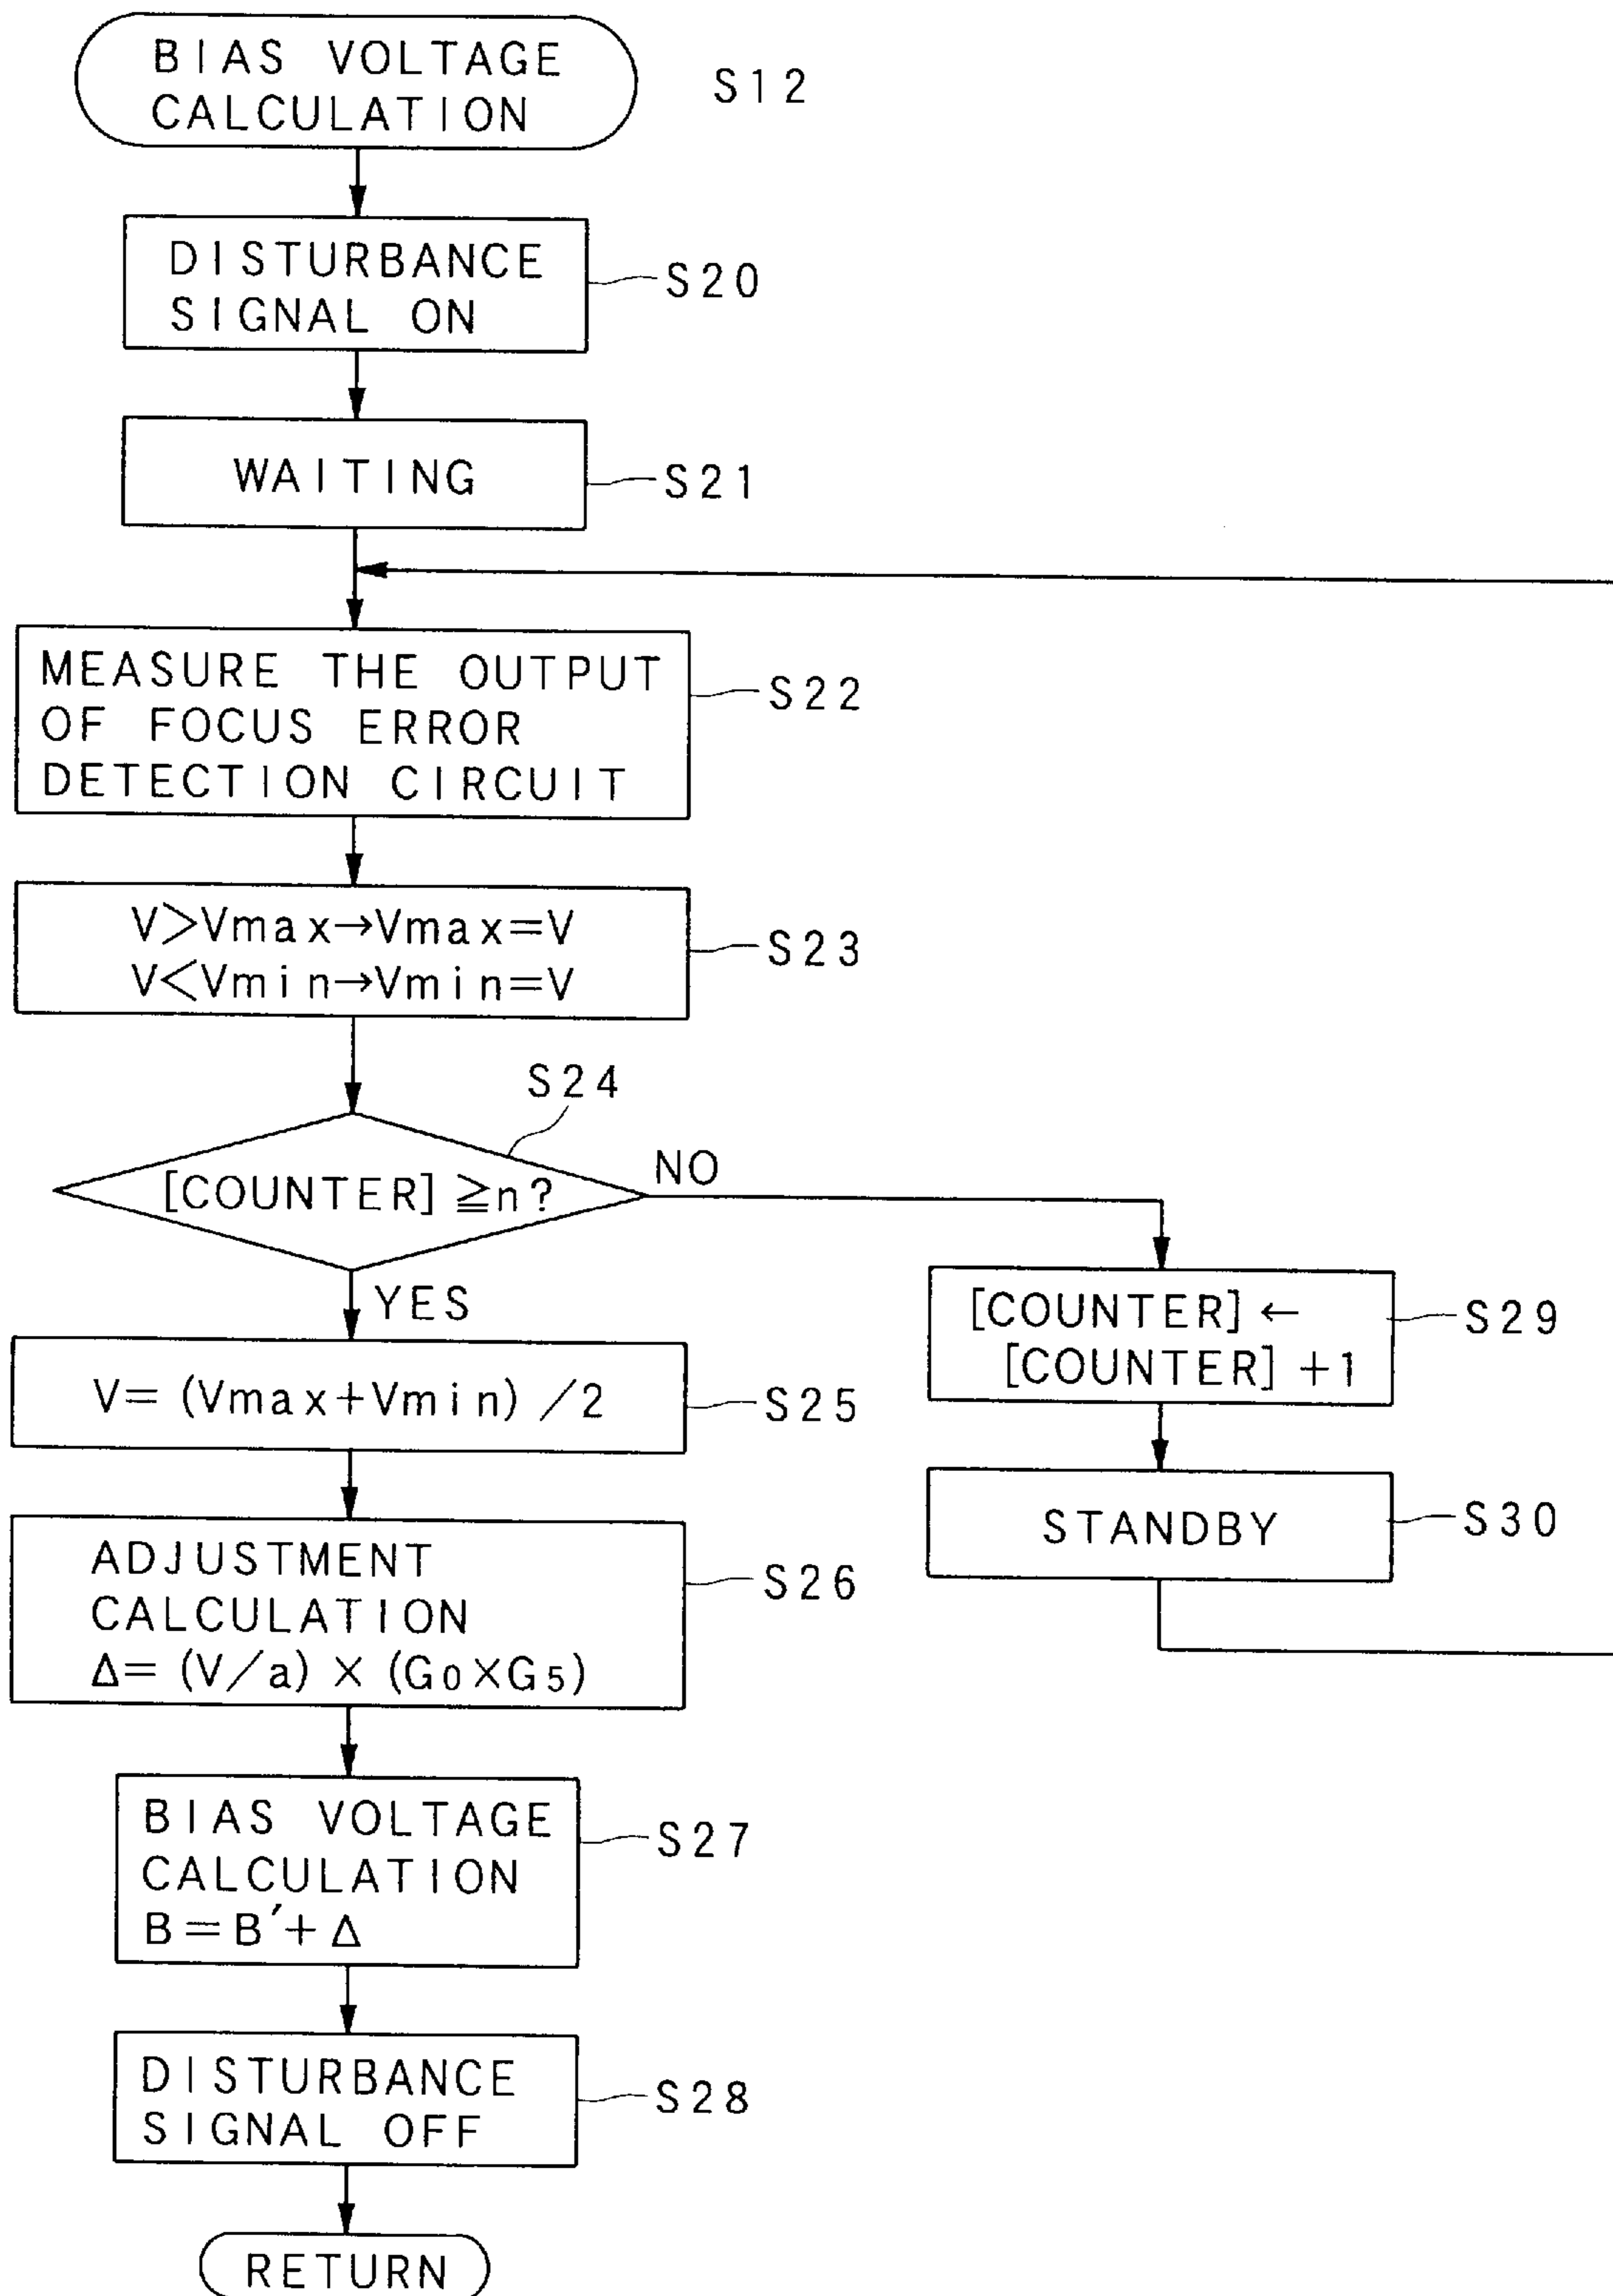 BIAS VOLTAGE
CALCULATION
S12
DISTURBANCE
SIGNAL ON
S20
WAITING
S21
MEASURE THE OUTPUT
OF FOCUS ERROR
DETECTION CIRCUIT
S22
V>Vmax→Vmax=V
V<Vmin→Vmin=V
S23
S24
[COUNTER] ≧n?
NO
YES
[COUNTER] ←
[COUNTER] +1
S29
V= (Vmax+Vmin) /2
S25
STANDBY
S30
ADJUSTMENT
CALCULATION
Δ= (V/a) × (G0×G5)
S26
BIAS VOLTAGE
CALCULATION
B=B′+Δ
S27
DISTURBANCE
SIGNAL OFF
S28
RETURN